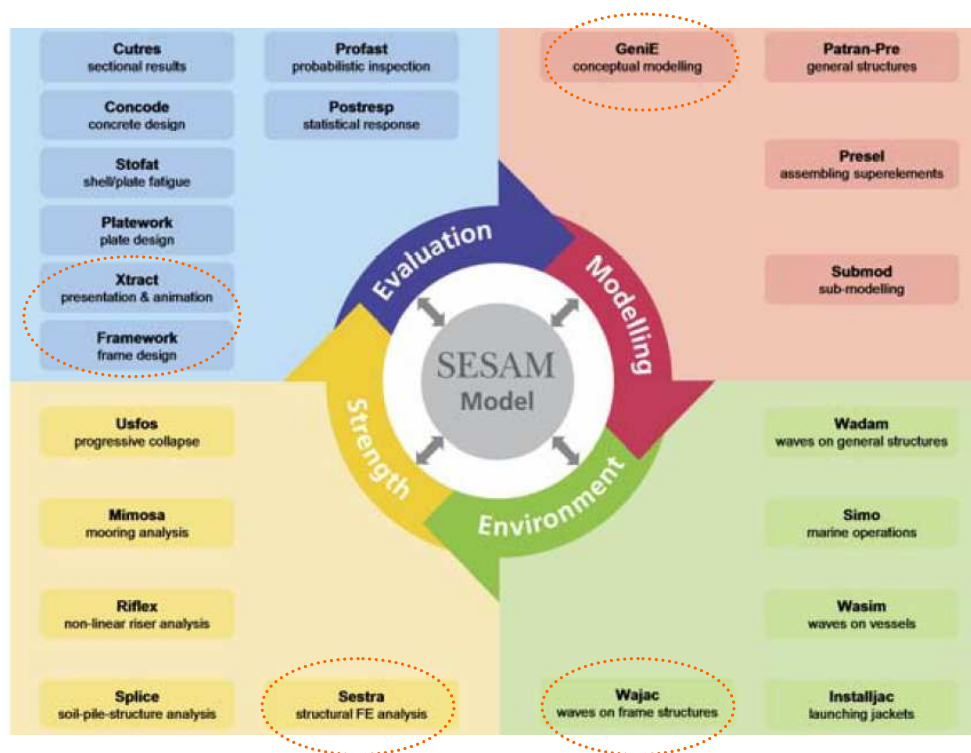 Cutres
sectional results
Profast
probabilistic inspection
Concode
concrete design
Postresp
statistical response
Stofat
shell/plate fatigue
Platework
plate design
Xtract
presentation & animation
Framework
frame design
GeniE
conceptual modelling
Patran-Pre
general structures
Presel
assembling superelements
Submod
sub-modelling
Evaluation
Modelling
SESAM
Model
Strength
Environment
Usfos
progressive collapse
Mimosa
mooring analysis
Riflex
non-linear riser analysis
Splice
soil-pile-structure analysis
Sestra
structural FE analysis
Wadam
waves on general structures
Simo
marine operations
Wasim
waves on vessels
Wajac
waves on frame structures
Installjac
launching jackets